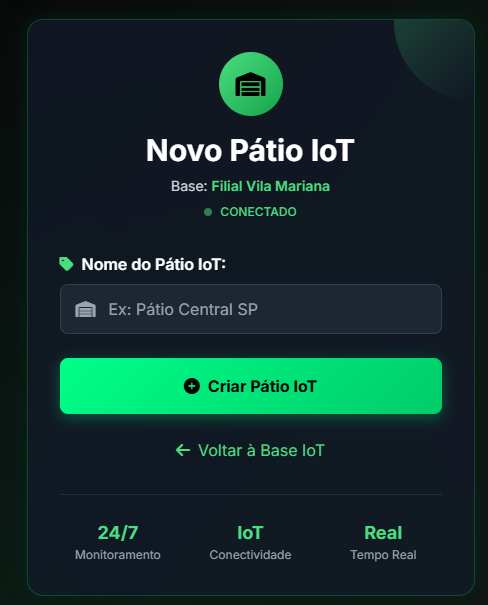 Novo Pátio IoT
Base: Filial Vila Mariana
CONECTADO
Nome do Pátio IoT:
Ex: Pátio Central SP
Criar Pátio IoT
Voltar à Base IoT
24/7 IoT Real
Monitoramento Conectividade Tempo Real